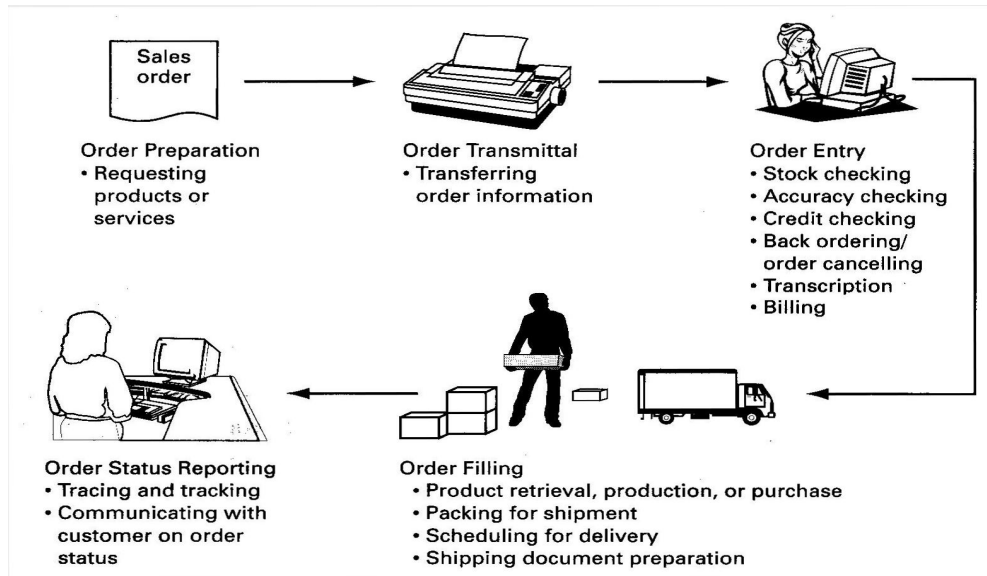 Sales
order
Order Preparation
• Requesting
products or
services
Order Transmittal
• Transferring
order information
Order Entry
• Stock checking
• Accuracy checking
• Credit checking
• Back ordering/
order cancelling
• Transcription
• Billing
Order Filling
• Product retrieval, production, or purchase
• Packing for shipment
• Scheduling for delivery
• Shipping document preparation
Order Status Reporting
• Tracing and tracking
• Communicating with
customer on order
status